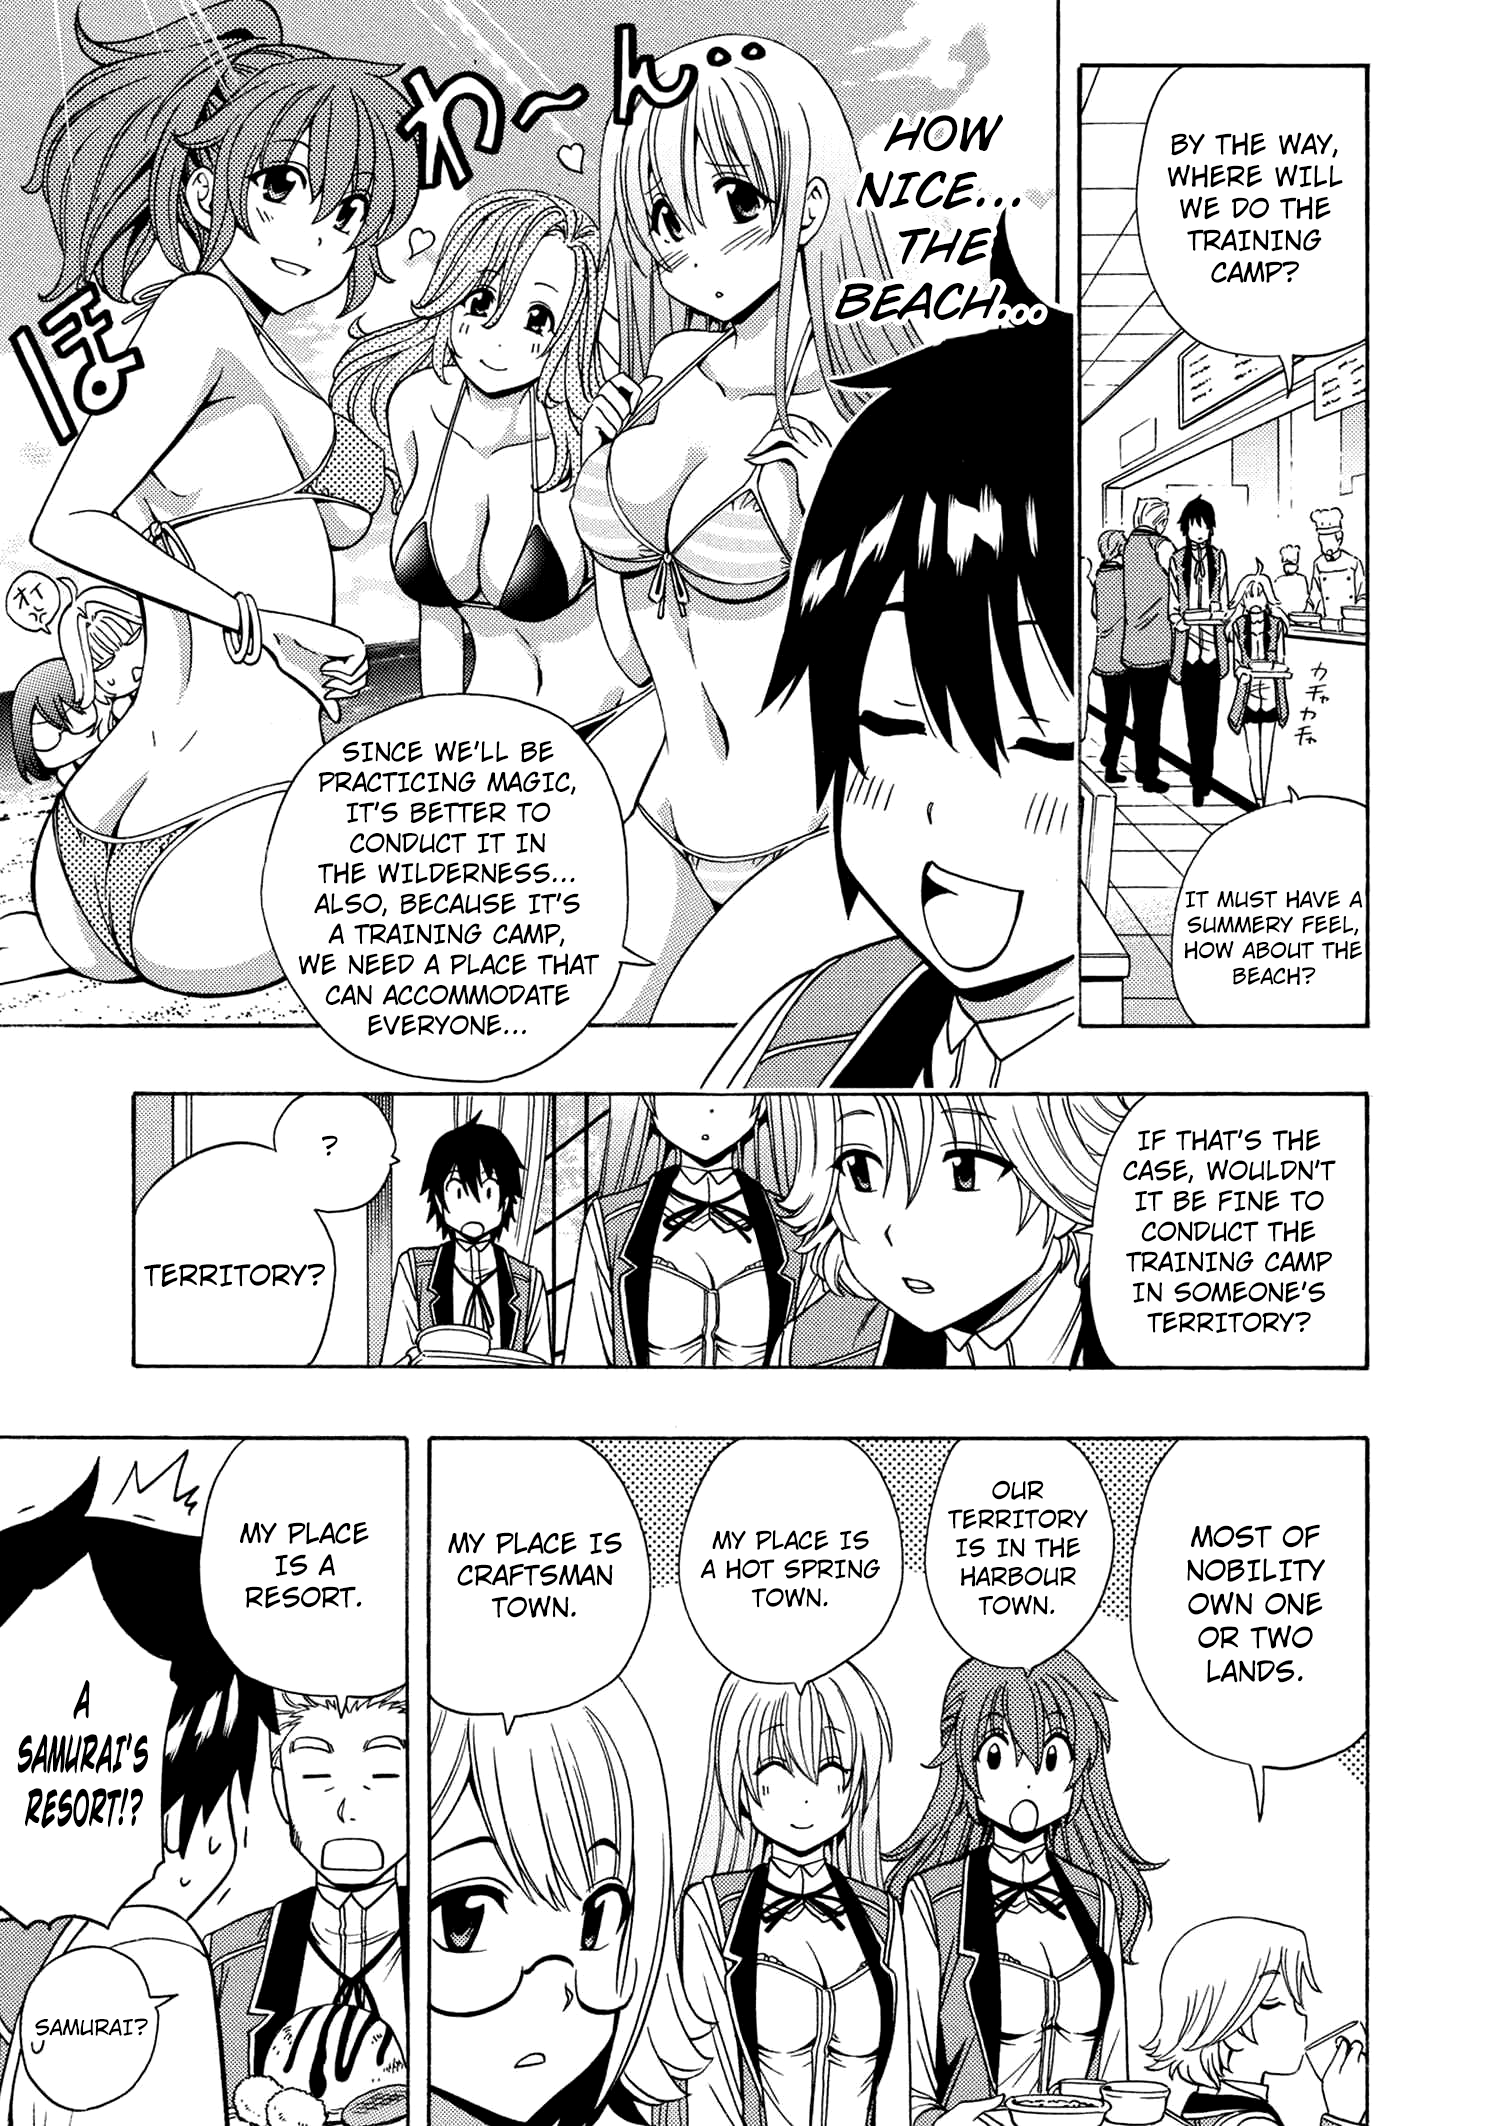 BY THE WAY,
WHERE WILL
WE DO THE
TRAINING
CAMP?
カチャカチャ
IT MUST HAVE A
SUMMERY FEEL,
HOW ABOUT THE
BEACH?
HOW
NICE...
THE
BEACH...
ぽわ〜ん。。
オイ
SINCE WE'LL BE
PRACTICING MAGIC,
IT'S BETTER TO
CONDUCT IT IN
THE WILDERNESS...
ALSO, BECAUSE IT'S
A TRAINING CAMP,
WE NEED A PLACE THAT
CAN ACCOMMODATE
EVERYONE...
IF THAT'S THE
CASE, WOULDN'T
IT BE FINE TO
CONDUCT THE
TRAINING CAMP
IN SOMEONE'S
TERRITORY?
?
TERRITORY?
MOST OF
NOBILITY
OWN ONE
OR TWO
LANDS.
OUR
TERRITORY
IS IN THE
HARBOUR
TOWN.
MY PLACE IS
A HOT SPRING
TOWN.
MY PLACE IS
CRAFTSMAN
TOWN.
MY PLACE
IS A
RESORT.
A
SAMURAI'S
RESORT!?
SAMURAI?